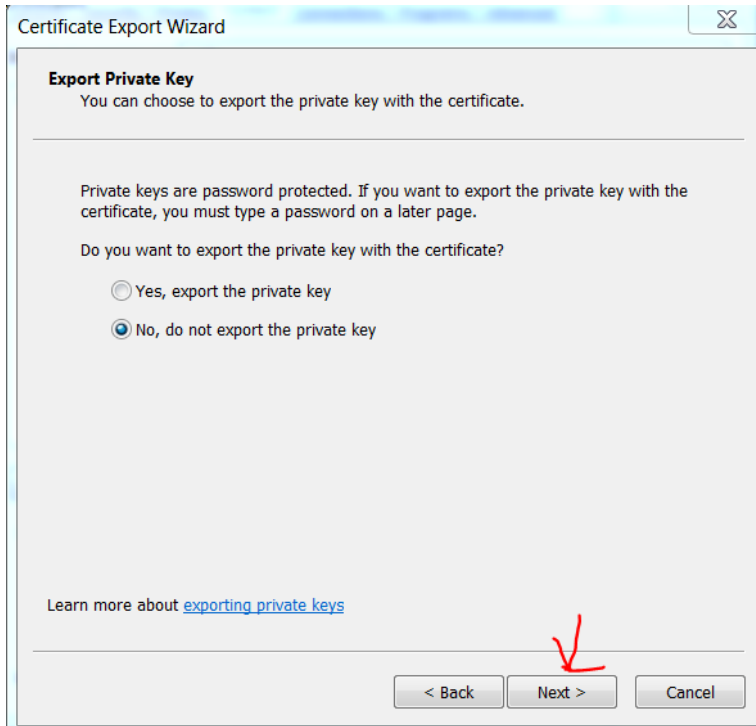 Certificate Export Wizard
Export Private Key
You can choose to export the private key with the certificate.
Private keys are password protected. If you want to export the private key with the
certificate, you must type a password on a later page.
Do you want to export the private key with the certificate?
Yes, export the private key
No, do not export the private key
Learn more about exporting private keys
< Back
Next >
Cancel